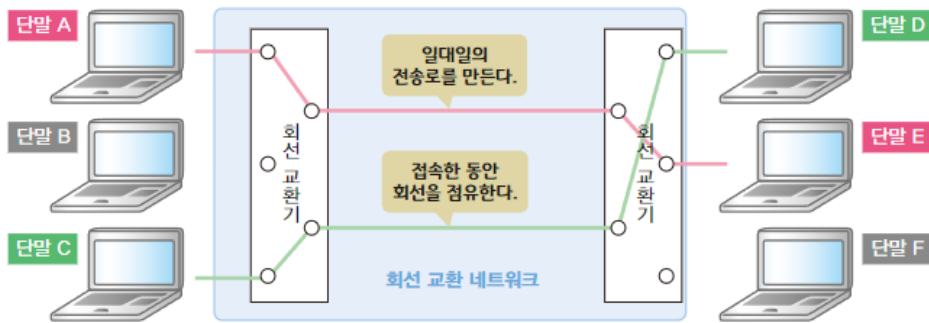 단말 A
단말 B
단말 C
회선 교환기
일대일의
전송로를 만든다.
접속한 동안
회선을 점유한다.
회선 교환 네트워크
회선 교환기
단말 D
단말 E
단말 F